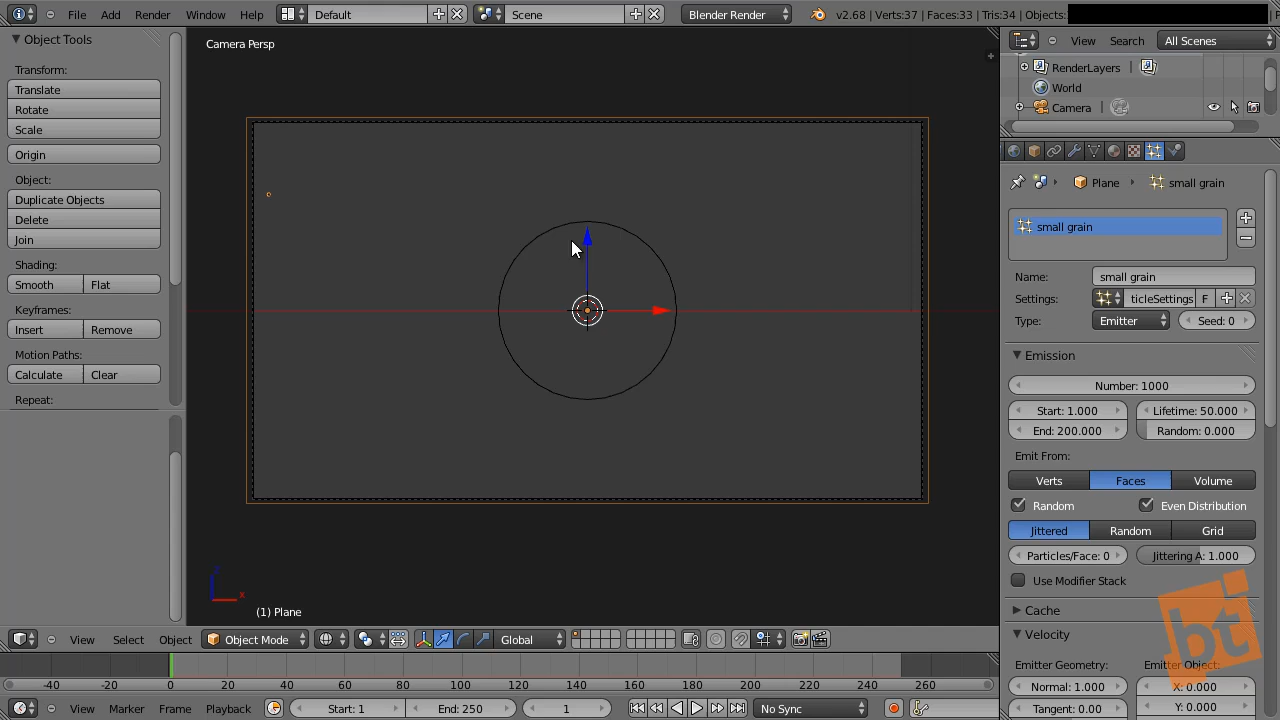 File Add Render Window Help Default Scene Blender Render v2.68 | Verts:37 | Faces:33 | Tris:34 | Objects:
Object Tools
Transform:
Translate
Rotate
Scale
Origin
Object:
Duplicate Objects
Delete
Join
Shading:
Smooth Flat
Keyframes:
Insert Remove
Motion Paths:
Calculate Clear
Repeat:
Camera Persp
x
(1) Plane
View Select Object Object Mode Global
-40 -20 0 20 40 60 80 100 120 140 160 180 200 220 240 260
View Marker Frame Playback Start: 1 End: 250 1 No Sync
View Search All Scenes
RenderLayers
World
Camera
Plane small grain
small grain
Name: small grain
Settings: ticleSettings F
Type: Emitter Seed: 0
Emission
Number: 1000
Start: 1.000 Lifetime: 50.000
End: 200.000 Random: 0.000
Emit From:
Verts Faces Volume
Random Even Distribution
Jittered Random Grid
Particles/Face: 0 Jittering A: 1.000
Use Modifier Stack
Cache
Velocity
Emitter Geometry: Emitter Object:
Normal: 1.000 X: 0.000
Tangent: 0.00 Y: 0.000
bt